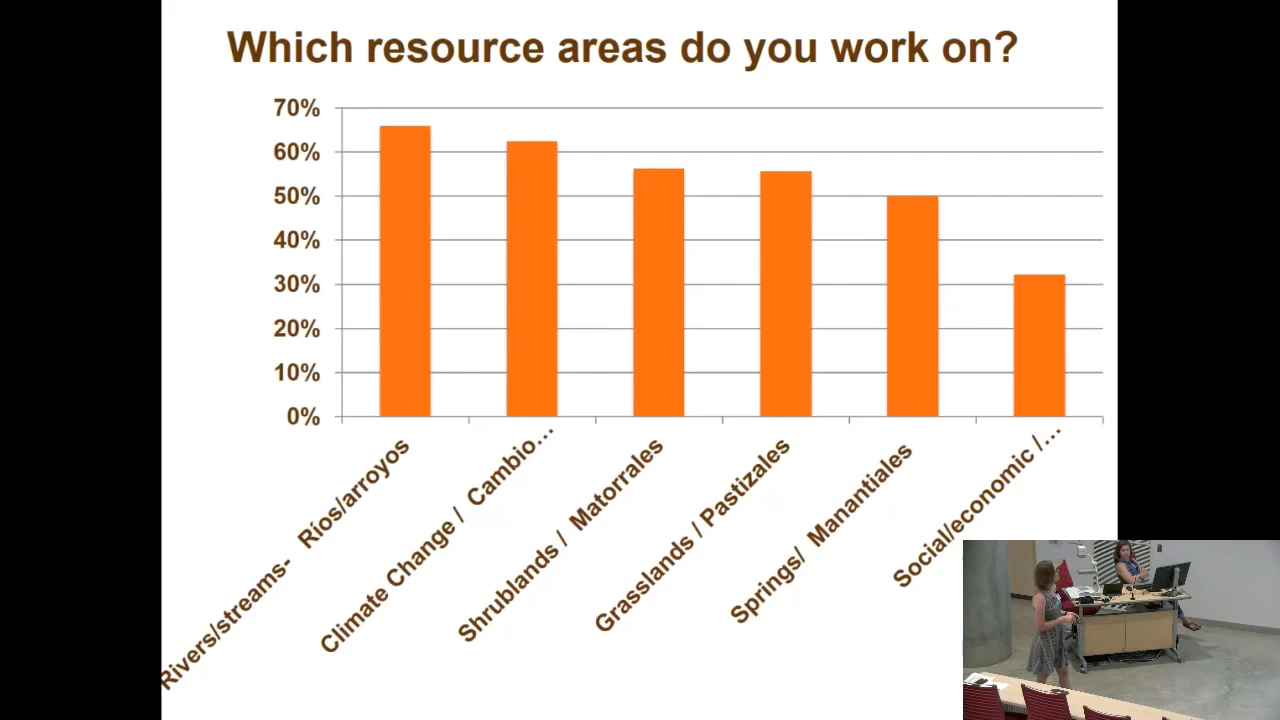 Which resource areas do you work on?
70%
60%
50%
40%
30%
20%
10%
0%
Rivers/streams- Ríos/arroyos
Climate Change / Cambio...
Shrublands / Matorrales
Grasslands / Pastizales
Springs/ Manantiales
Social/economic /...